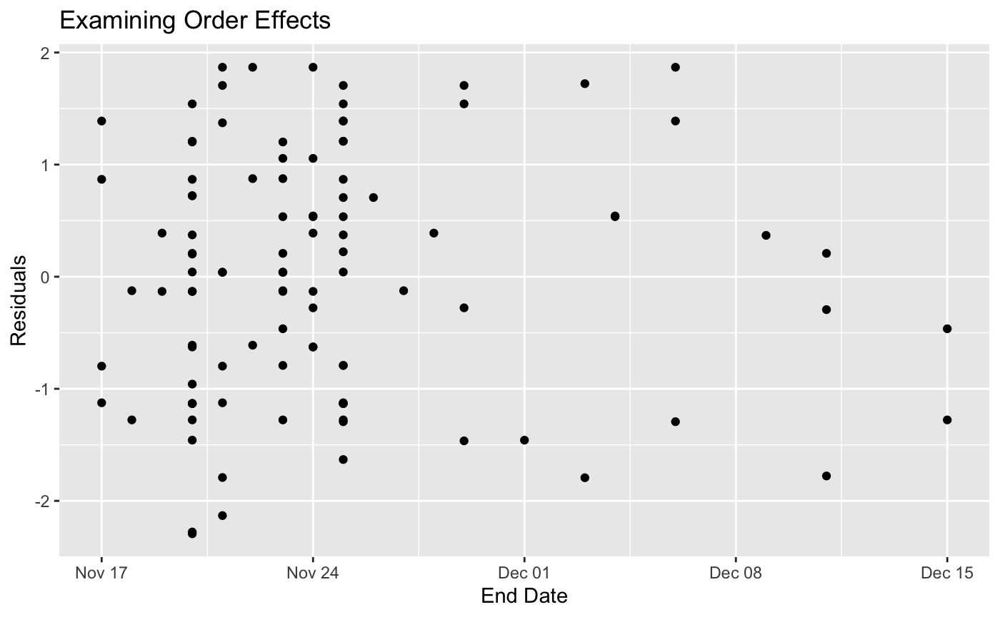 Examining Order Effects
2
1
0
-1
-2
Residuals
Nov 17
Nov 24
Dec 01
Dec 08
Dec 15
End Date